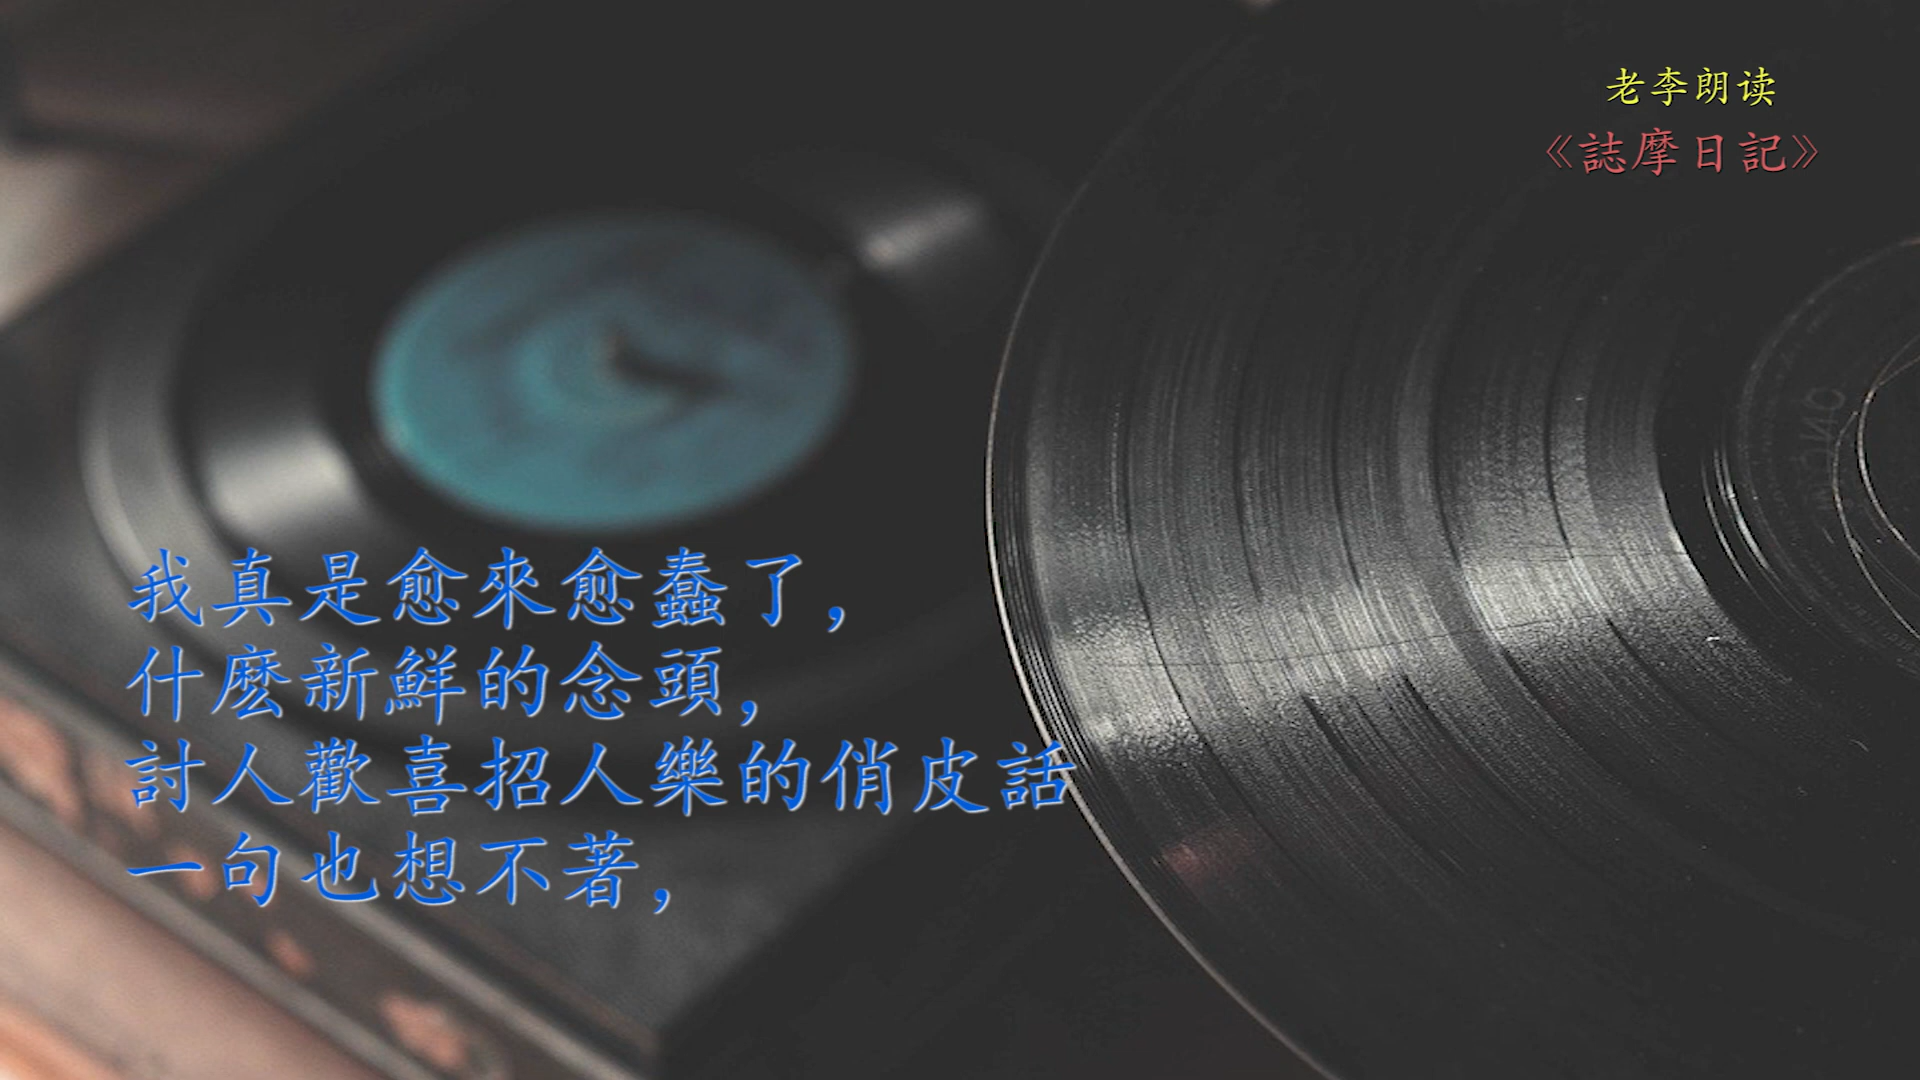 老李朗读
《誌摩日記》
我真是愈來愈蠢了，
什麽新鮮的念頭，
討人歡喜招人樂的俏皮話
一句也想不著，